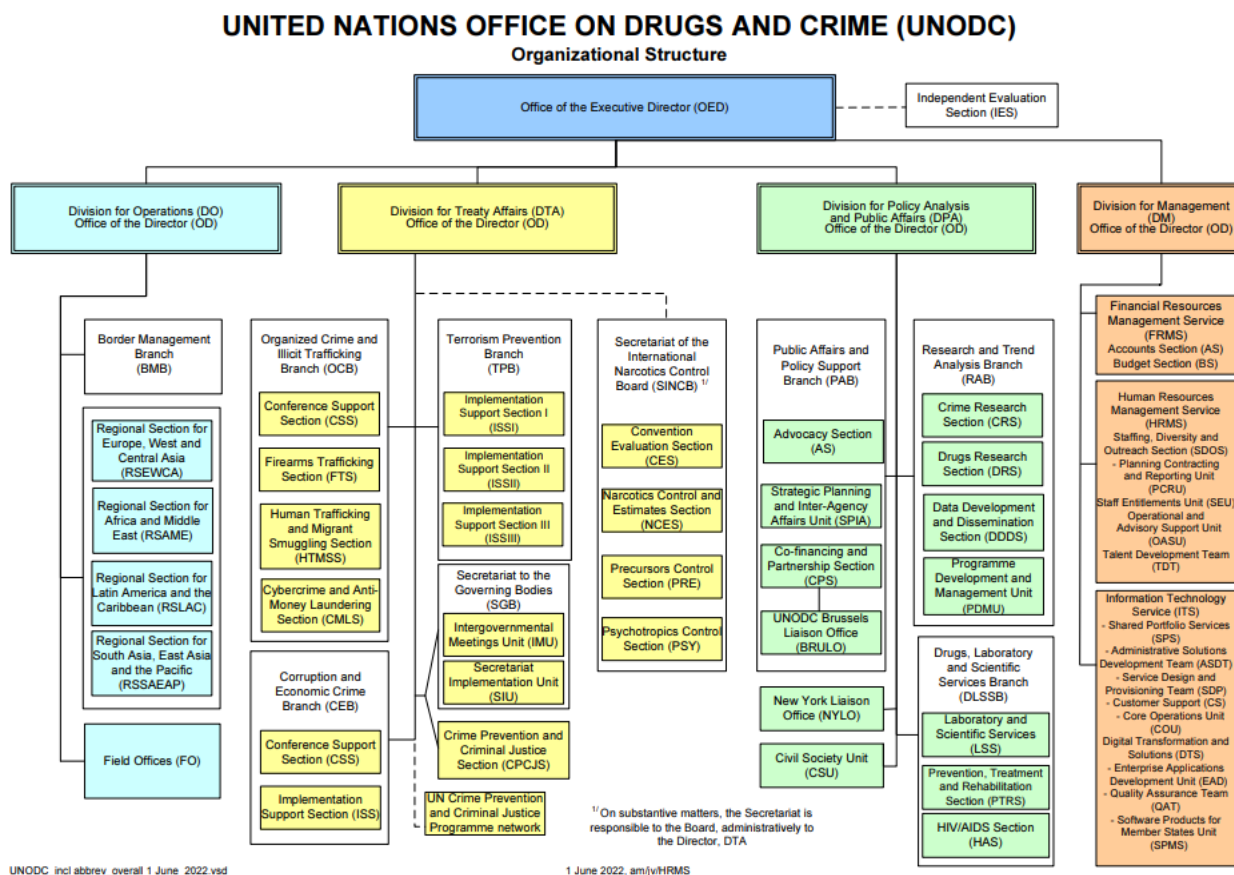 UNITED NATIONS OFFICE ON DRUGS AND CRIME (UNODC)
Organizational Structure
Office of the Executive Director (OED)
Independent Evaluation
Section (IES)
Division for Operations (DO)
Office of the Director (OD)
Division for Treaty Affairs (DTA)
Office of the Director (OD)
Division for Policy Analysis
and Public Affairs (DPA)
Office of the Director (OD)
Division for Management
(DM)
Office of the Director (OD)
Border Management
Branch
(BMB)
Regional Section for
Europe, West and
Central Asia
(RSEWCA)
Regional Section for
Africa and Middle
East (RSAME)
Regional Section for
Latin America and the
Caribbean (RSLAC)
Regional Section for
South Asia, East Asia
and the Pacific
(RSSAEAP)
Field Offices (FO)
Organized Crime and
Illicit Trafficking
Branch (OCB)
Conference Support
Section (CSS)
Firearms Trafficking
Section (FTS)
Human Trafficking
and Migrant
Smuggling Section
(HTMSS)
Cybercrime and Anti-
Money Laundering
Section (CMLS)
Corruption and
Economic Crime
Branch (CEB)
Conference Support
Section (CSS)
Implementation
Support Section (ISS)
Terrorism Prevention
Branch
(TPB)
Implementation
Support Section I
(ISSI)
Implementation
Support Section II
(ISSII)
Implementation
Support Section III
(ISSIII)
Secretariat to the
Governing Bodies
(SGB)
Intergovernmental
Meetings Unit (IMU)
Secretariat
Implementation Unit
(SIU)
Crime Prevention and
Criminal Justice
Section (CPCJS)
UN Crime Prevention
and Criminal Justice
Programme network
Secretariat of the
International
Narcotics Control
Board (SINCB) 1/
Convention
Evaluation Section
(CES)
Narcotics Control and
Estimates Section
(NCES)
Precursors Control
Section (PRE)
Psychotropics Control
Section (PSY)
1/ On substantive matters, the Secretariat is
responsible to the Board, administratively to
the Director, DTA
Public Affairs and
Policy Support
Branch (PAB)
Advocacy Section
(AS)
Strategic Planning
and Inter-Agency
Affairs Unit (SPIA)
Co-financing and
Partnership Section
(CPS)
UNODC Brussels
Liaison Office
(BRULO)
New York Liaison
Office (NYLO)
Civil Society Unit
(CSU)
Research and Trend
Analysis Branch
(RAB)
Crime Research
Section (CRS)
Drugs Research
Section (DRS)
Data Development
and Dissemination
Section (DDDS)
Programme
Development and
Management Unit
(PDMU)
Drugs, Laboratory
and Scientific
Services Branch
(DLSSB)
Laboratory and
Scientific Services
(LSS)
Prevention, Treatment
and Rehabilitation
Section (PTRS)
HIV/AIDS Section
(HAS)
Financial Resources
Management Service
(FRMS)
Accounts Section (AS)
Budget Section (BS)
Human Resources
Management Service
(HRMS)
Staffing, Diversity and
Outreach Section (SDOS)
- Planning Contracting
and Reporting Unit
(PCRU)
Staff Entitlements Unit (SEU)
Operational and
Advisory Support Unit
(OASU)
Talent Development Team
(TDT)
Information Technology
Service (ITS)
- Shared Portfolio Services
(SPS)
- Administrative Solutions
Development Team (ASDT)
- Service Design and
Provisioning Team (SDP)
- Customer Support (CS)
- Core Operations Unit
(COU)
Digital Transformation and
Solutions (DTS)
- Enterprise Applications
Development Unit (EAD)
- Quality Assurance Team
(QAT)
- Software Products for
Member States Unit
(SPMS)
UNODC incl abbrev overall 1 June 2022.vsd
1 June 2022, am/jv/HRMS